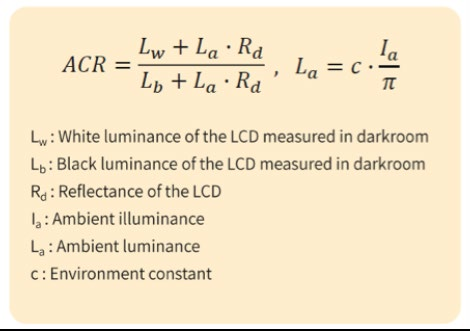 ACR = (L_w + L_a · R_d) / (L_b + L_a · R_d) , L_a = c · I_a / π
L_w : White luminance of the LCD measured in darkroom
L_b : Black luminance of the LCD measured in darkroom
R_d : Reflectance of the LCD
I_a : Ambient illuminance
L_a : Ambient luminance
c : Environment constant